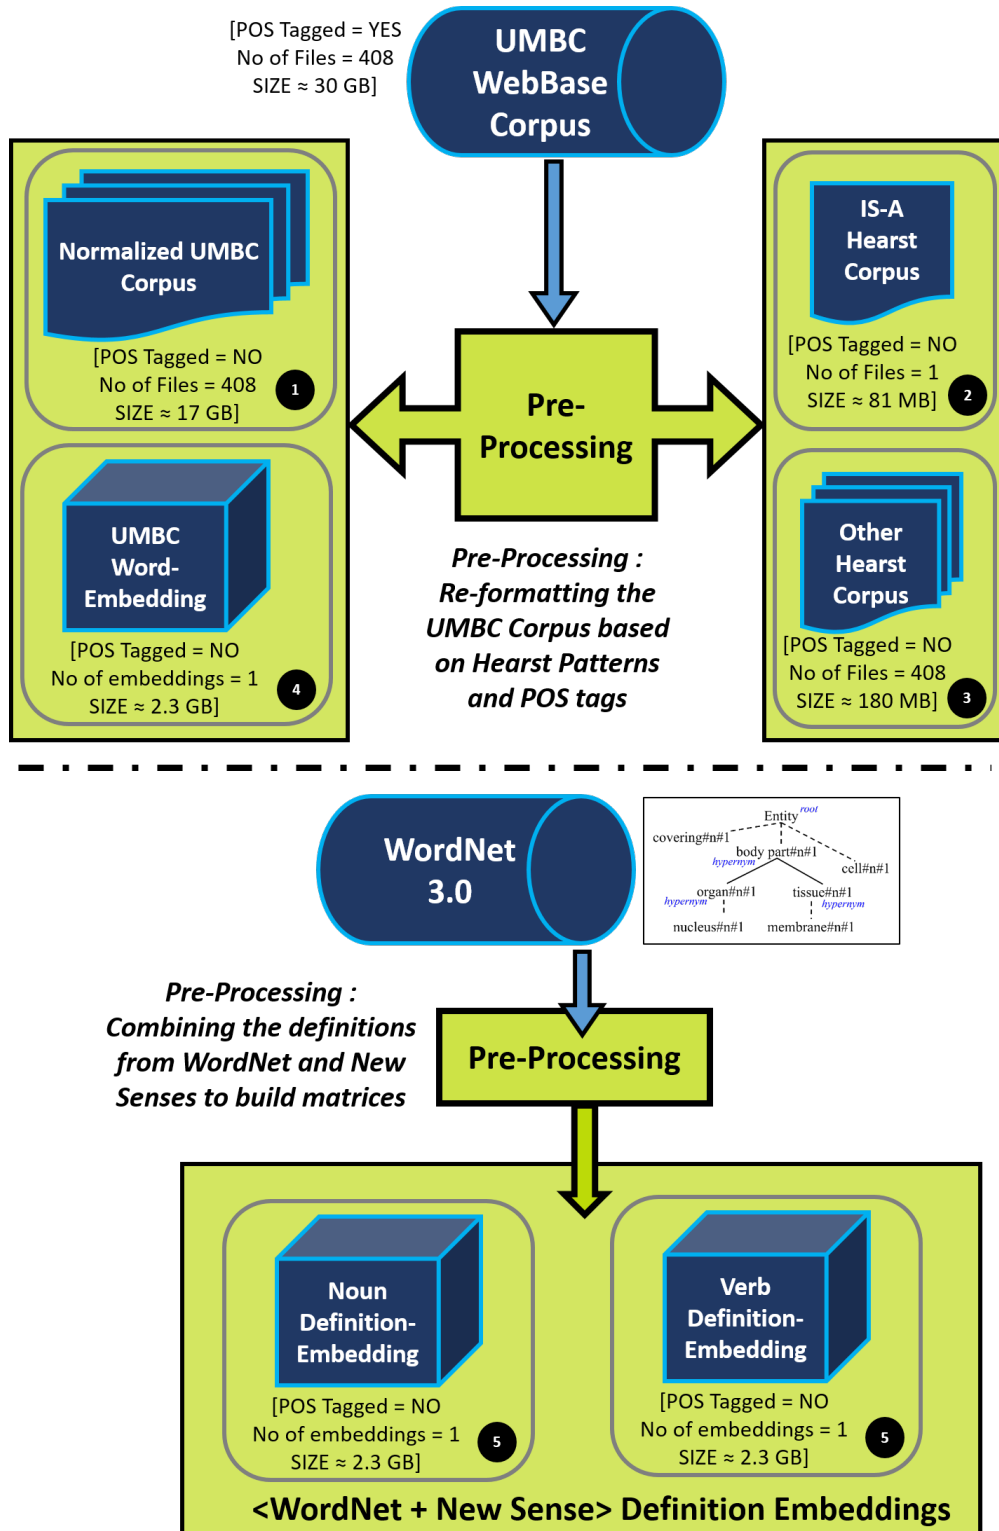 [POS Tagged = YES
No of Files = 408
SIZE ≈ 30 GB]
UMBC
WebBase
Corpus
Normalized UMBC
Corpus
[POS Tagged = NO
No of Files = 408
SIZE ≈ 17 GB]
1
IS-A
Hearst
Corpus
[POS Tagged = NO
No of Files = 1
SIZE ≈ 81 MB]
2
Pre-
Processing
UMBC
Word-
Embedding
[POS Tagged = NO
No of embeddings = 1
SIZE ≈ 2.3 GB]
4
Pre-Processing :
Re-formatting the
UMBC Corpus based
on Hearst Patterns
and POS tags
Other
Hearst
Corpus
[POS Tagged = NO
No of Files = 408
SIZE ≈ 180 MB]
3
WordNet
3.0
Entity root
covering#n#1
body part#n#1
hypernym
cell#n#1
organ#n#1 tissue#n#1
hypernym hypernym
nucleus#n#1 membrane#n#1
Pre-Processing :
Combining the definitions
from WordNet and New
Senses to build matrices
Pre-Processing
Noun
Definition-
Embedding
[POS Tagged = NO
No of embeddings = 1
SIZE ≈ 2.3 GB]
5
Verb
Definition-
Embedding
[POS Tagged = NO
No of embeddings = 1
SIZE ≈ 2.3 GB]
5
<WordNet + New Sense> Definition Embeddings